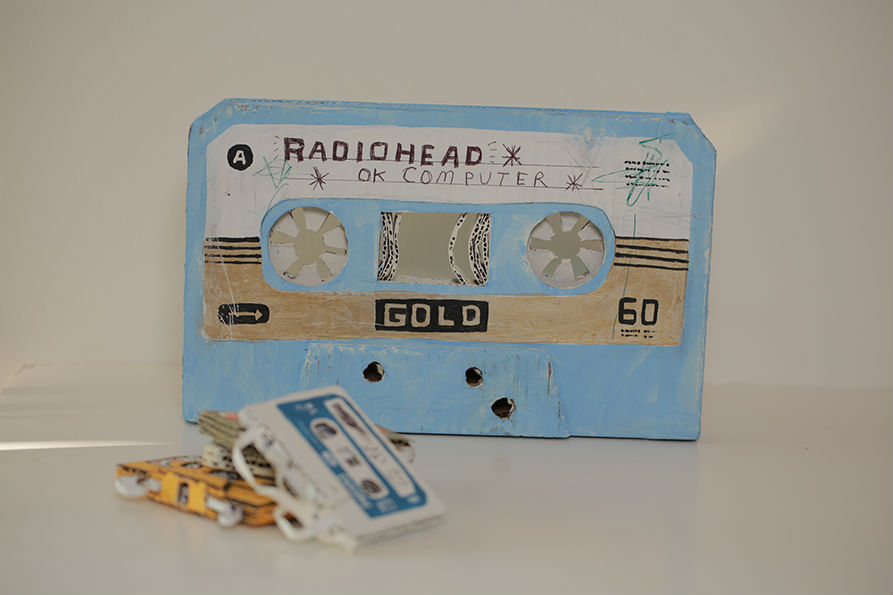 A
RADIOHEAD
OK COMPUTER
GOLD
60